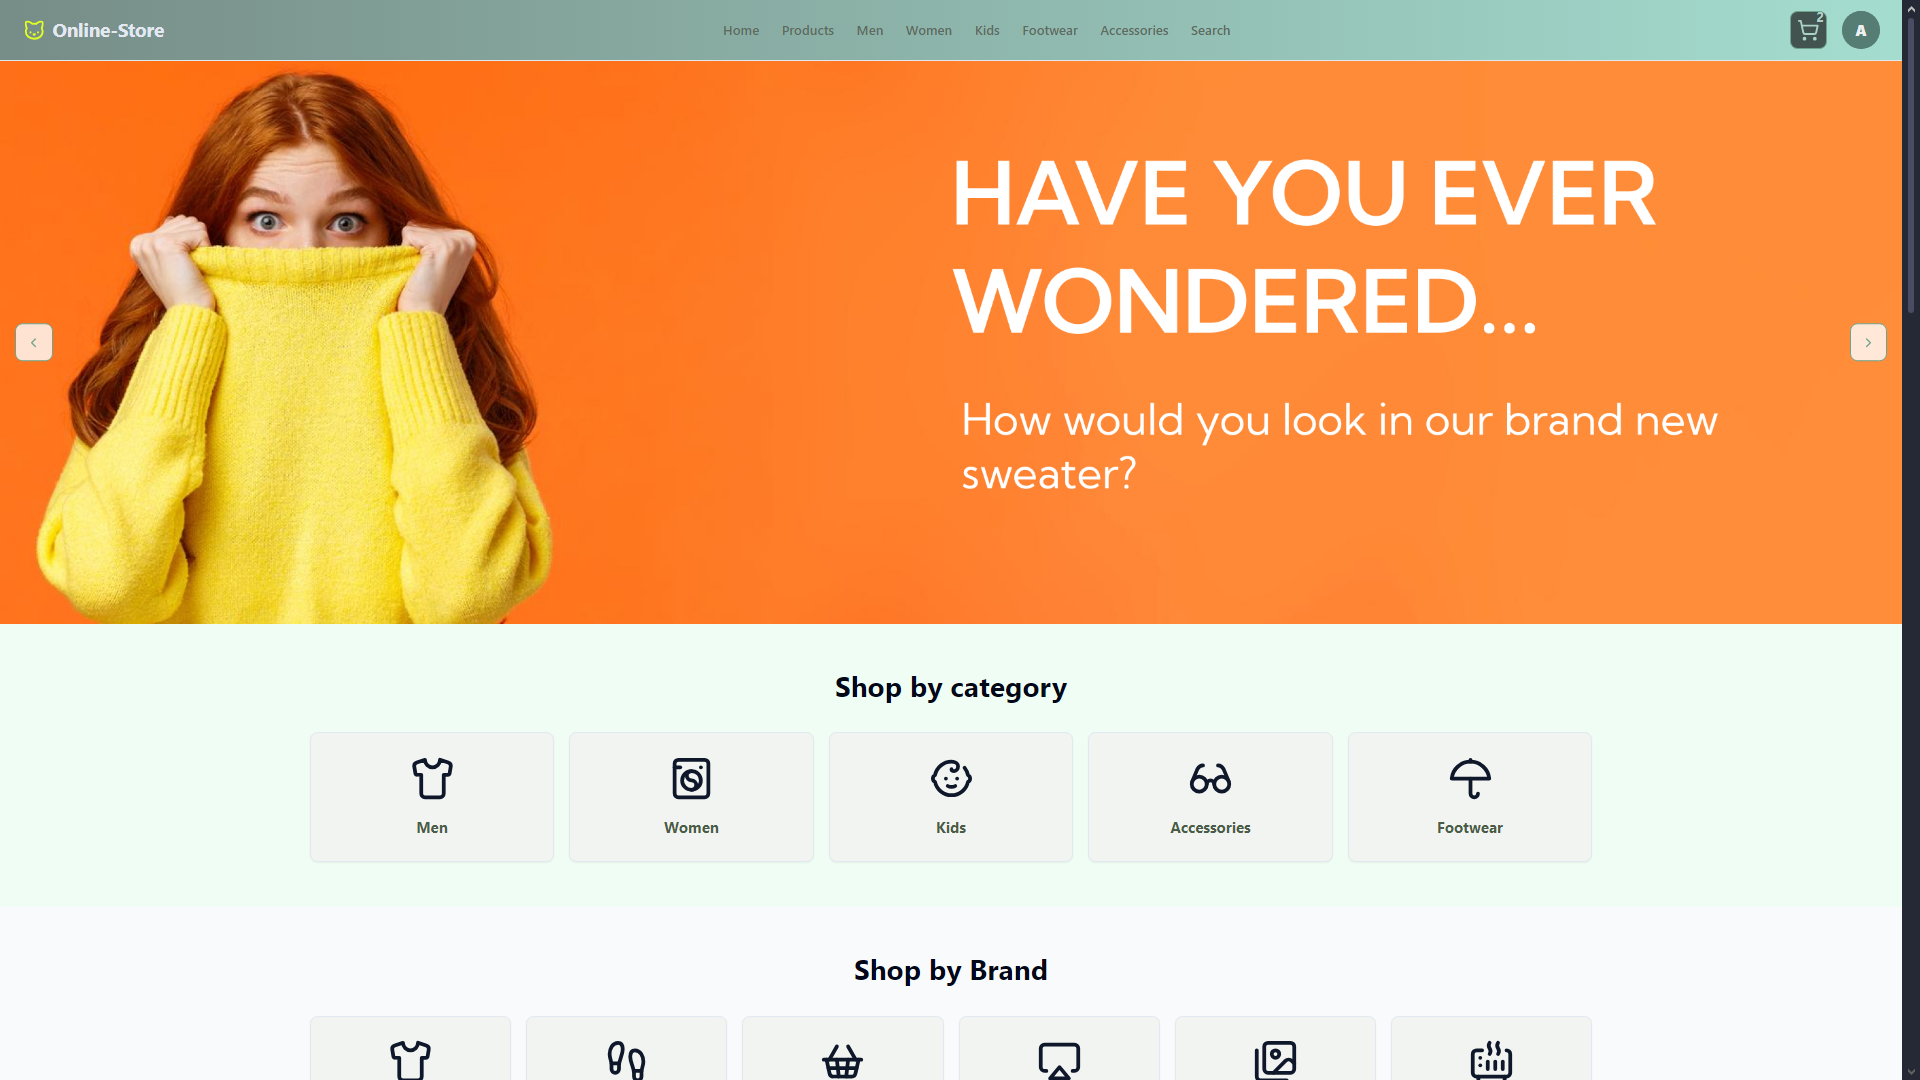 Online-Store
Home Products Men Women Kids Footwear Accessories Search
2
A
HAVE YOU EVER
WONDERED...
How would you look in our brand new
sweater?
Shop by category
Men Women Kids Accessories Footwear
Shop by Brand